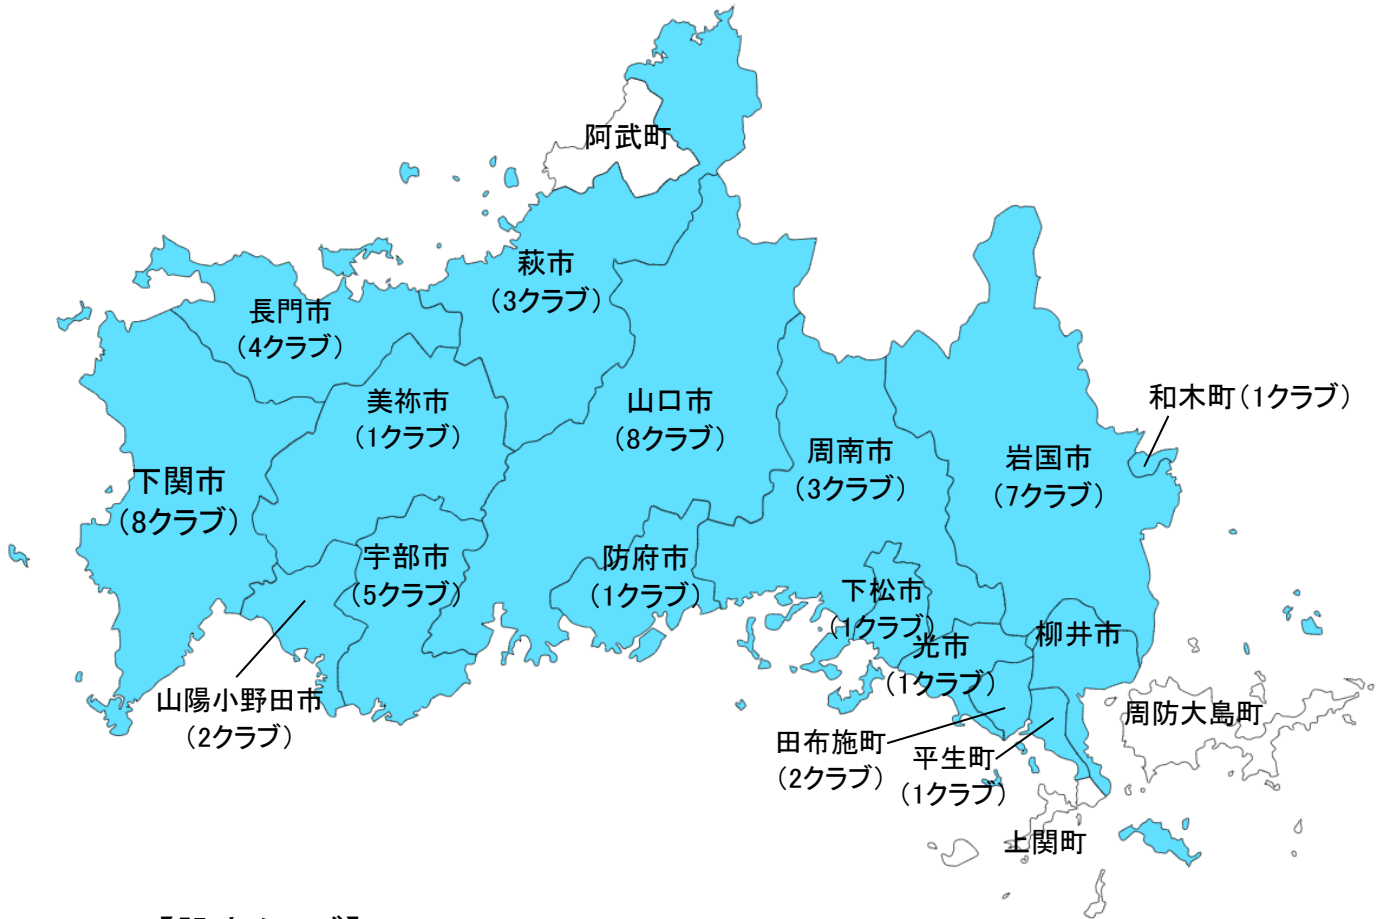 阿武町
萩市
（3クラブ）
長門市
（4クラブ）
美祢市
（1クラブ）
山口市
（8クラブ）
和木町（1クラブ）
周南市
（3クラブ）
岩国市
（7クラブ）
下関市
（8クラブ）
宇部市
（5クラブ）
防府市
（1クラブ）
下松市
（1クラブ）
光市
（1クラブ）
柳井市
山陽小野田市
（2クラブ）
周防大島町
田布施町
（2クラブ）
平生町
（1クラブ）
上関町